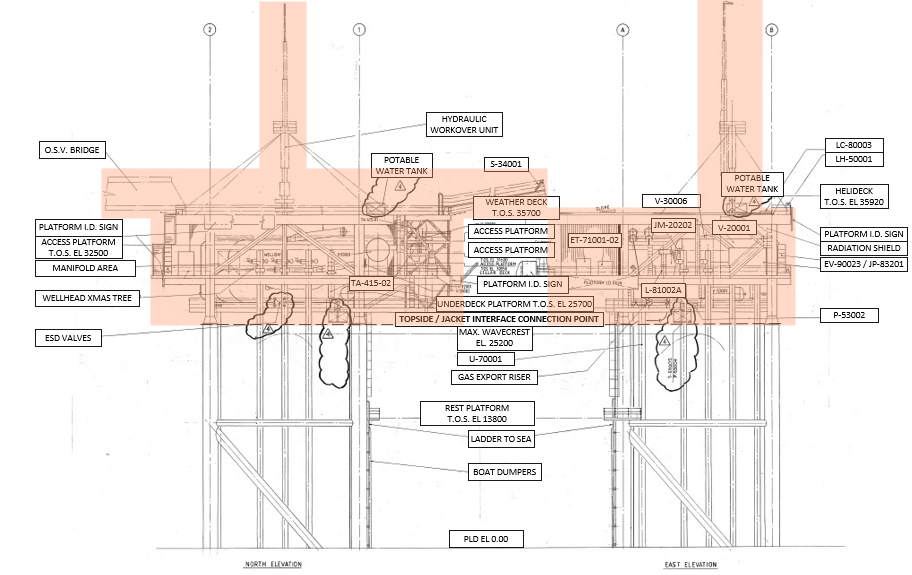 2
1
A
B
HYDRAULIC
WORKOVER UNIT
O.S.V. BRIDGE
POTABLE
WATER TANK
S-34001
LC-80003
LH-50001
POTABLE
WATER TANK
HELIDECK
T.O.S. EL 35920
WEATHER DECK
T.O.S. 35700
V-30006
SLOPE
PLATFORM I.D. SIGN
ACCESS PLATFORM
T.O.S. EL 32500
MANIFOLD AREA
WELLHEAD XMAS TREE
ESD VALVES
ACCESS PLATFORM
ACCESS PLATFORM
ET-71001-02
JM-20202
V-20001
PLATFORM I.D. SIGN
RADIATION SHIELD
EV-90023 / JP-83201
TA-415-02
PLATFORM I.D. SIGN
L-81002A
UNDERDECK PLATFORM T.O.S. EL 25700
TOPSIDE / JACKET INTERFACE CONNECTION POINT
P-53002
MAX. WAVECREST
EL. 25200
U-70001
GAS EXPORT RISER
REST PLATFORM
T.O.S. EL 13800
LADDER TO SEA
BOAT DUMPERS
PLD EL 0.00
NORTH ELEVATION
EAST ELEVATION